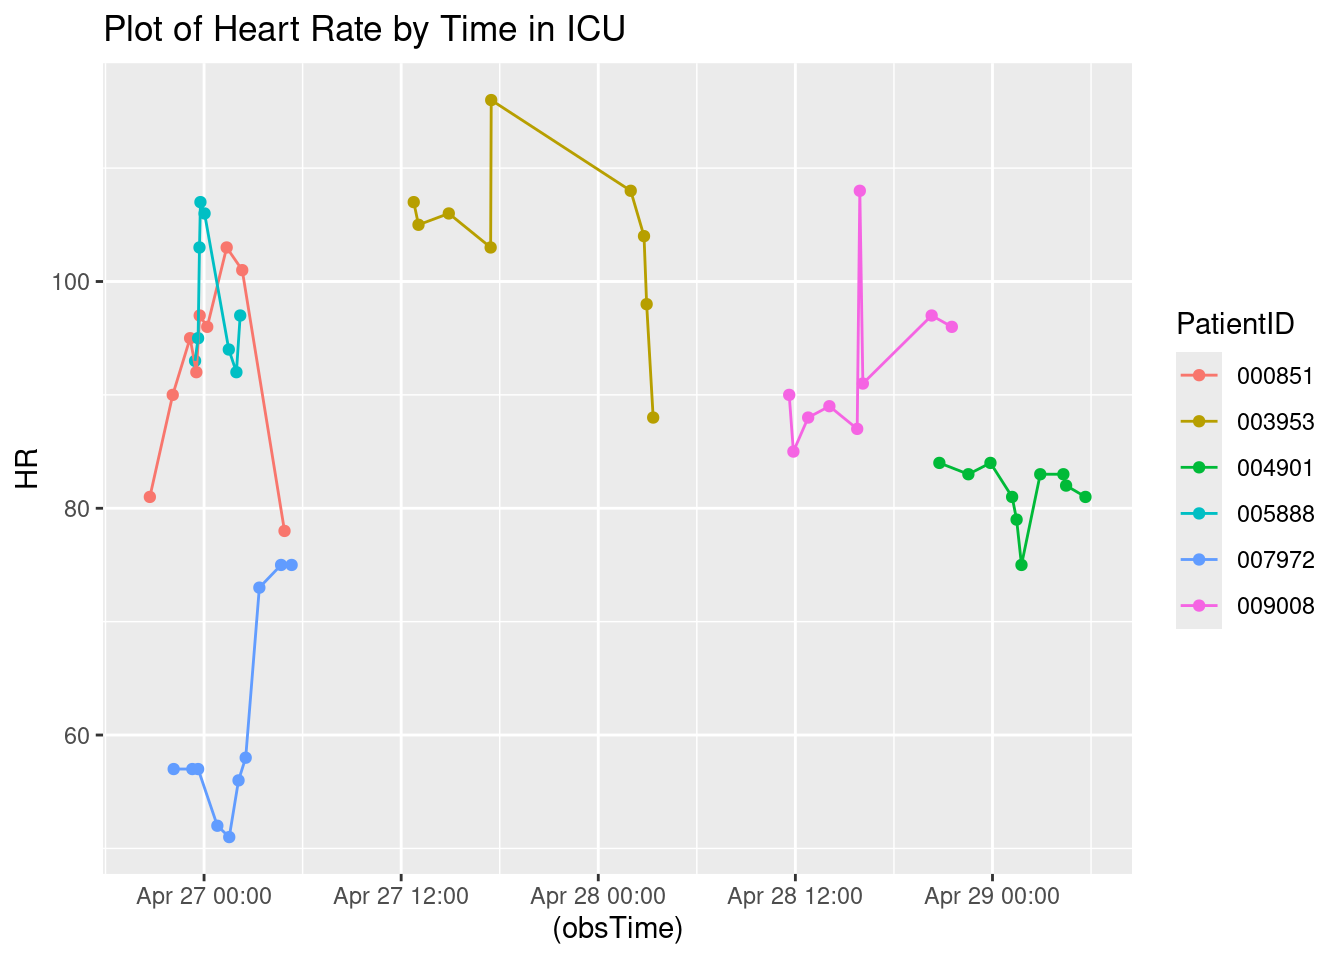 Plot of Heart Rate by Time in ICU
HR
100
80
60
Apr 27 00:00
Apr 27 12:00
Apr 28 00:00
Apr 28 12:00
Apr 29 00:00
(obsTime)
PatientID
000851
003953
004901
005888
007972
009008